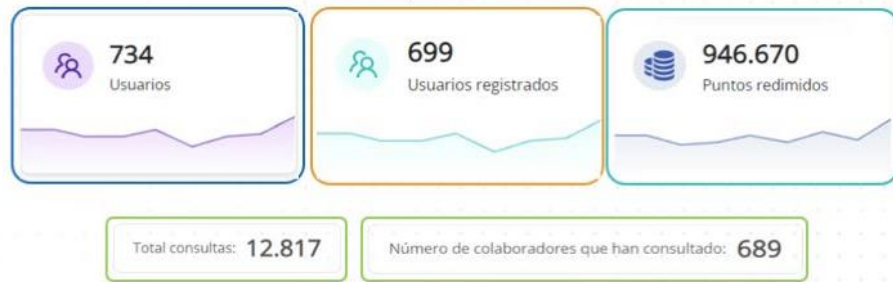 734
Usuarios
699
Usuarios registrados
946.670
Puntos redimidos
Total consultas: 12.817
Número de colaboradores que han consultado: 689